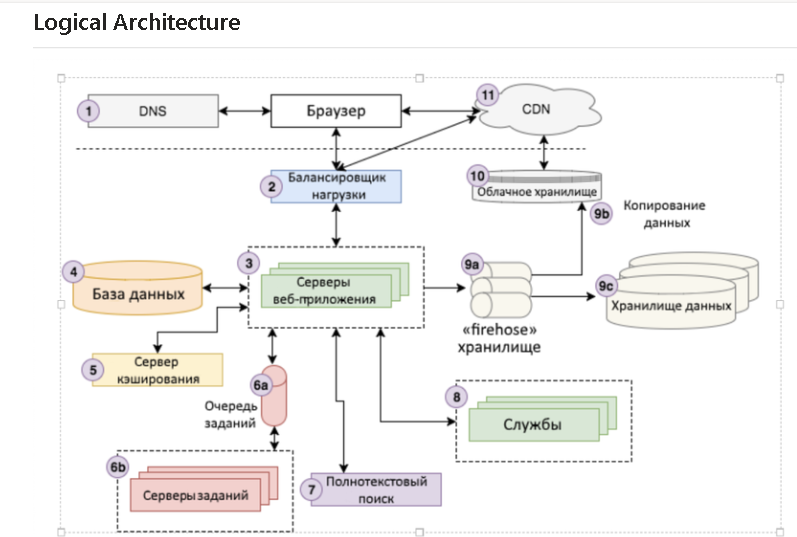 Logical Architecture
1
DNS
Браузер
11
CDN
2
Балансировщик
нагрузки
10
Облачное хранилище
9b
Копирование
данных
3
Серверы
веб-приложения
4
База данных
9a
«firehose»
хранилище
9c
Хранилище данных
5
Сервер
кэширования
6a
Очередь
заданий
8
Службы
6b
Серверы заданий
7
Полнотекстовый
поиск